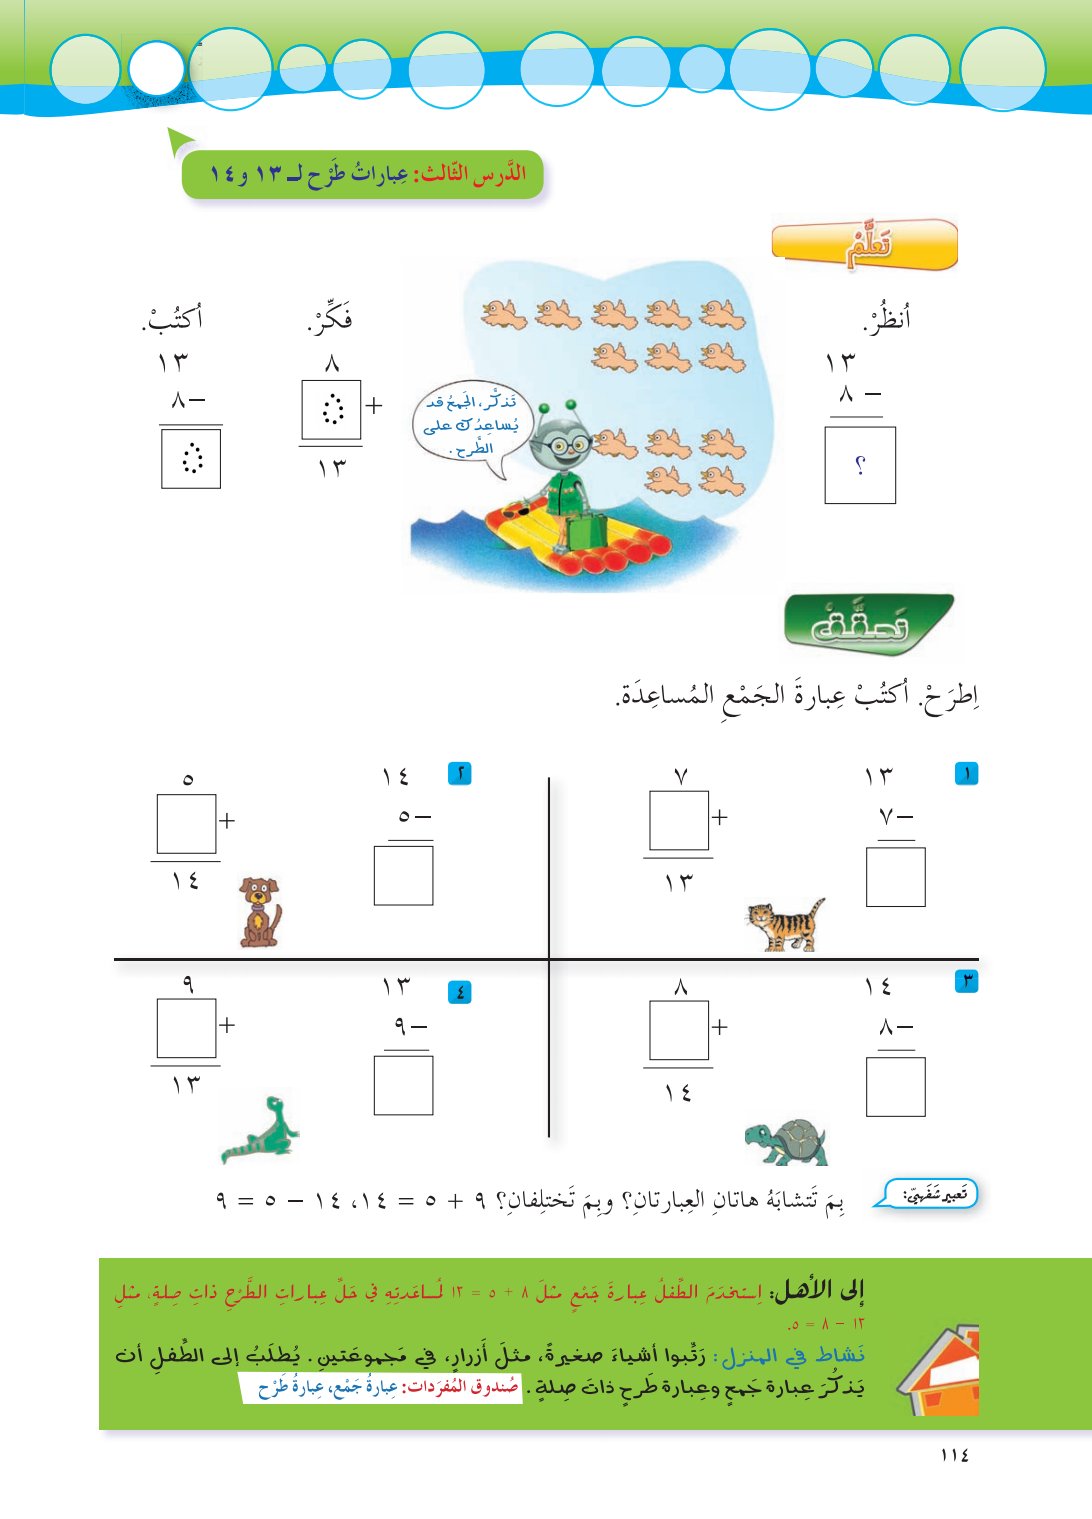 الدَّرس الثّالث: عِباراتُ طَرْح لـ ١٣ و١٤
تَعَلَّمْ
اُنظُرْ.
١٣
− ٨
؟
تَذكَّر، الجَمعُ قد
يُساعِدُك على
الطَّرح.
فَكِّرْ.
٨
+ ٥
١٣
اُكتُبْ.
١٣
−٨
٥
تَحقَّقْ
اِطرَحْ. اُكتُبْ عِبارةَ الجَمْعِ المُساعِدَة.
١
١٣
−٧
٧
+
١٣
٢
١٤
−٥
٥
+
١٤
٣
١٤
−٨
٨
+
١٤
٤
١٣
−٩
٩
+
١٣
تَعبير شَفَهيّ:
بِمَ تَتشابَهُ هاتانِ العِبارتانِ؟ وبِمَ تَختلِفانِ؟ ٩ + ٥ = ١٤، ١٤ − ٥ = ٩
إلى الأهل: اِستخدَمَ الطِّفلُ عِبارةَ جَمْعٍ مثلَ ٨ + ٥ = ١٣ لمُساعَدتِهِ في حَلِّ عِباراتِ الطَّرْحِ ذاتِ صِلةٍ، مثلِ
١٣ − ٨ = ٥.
نَشاط في المنزل: رَتِّبوا أشياءَ صغيرةً، مثلَ أَزرارٍ، في مَجموعَتينِ. يُطلَبُ إلى الطِّفلِ أن
يَذكُرَ عِبارة جَمعٍ وعِبارة طَرحٍ ذاتَ صِلةٍ. صُندوق المُفرَدات: عِبارةُ جَمْع، عِبارةُ طَرْح
١١٤